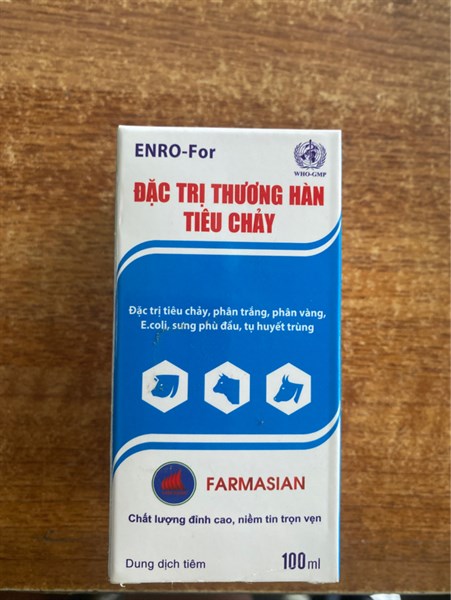 ENRO-For
WHO-GMP
ĐẶC TRỊ THƯƠNG HÀN
TIÊU CHẢY
Đặc trị tiêu chảy, phân trắng, phân vàng,
E.coli, sưng phù đầu, tụ huyết trùng
FARMASIAN
Chất lượng đỉnh cao, niềm tin trọn vẹn
Dung dịch tiêm
100ml